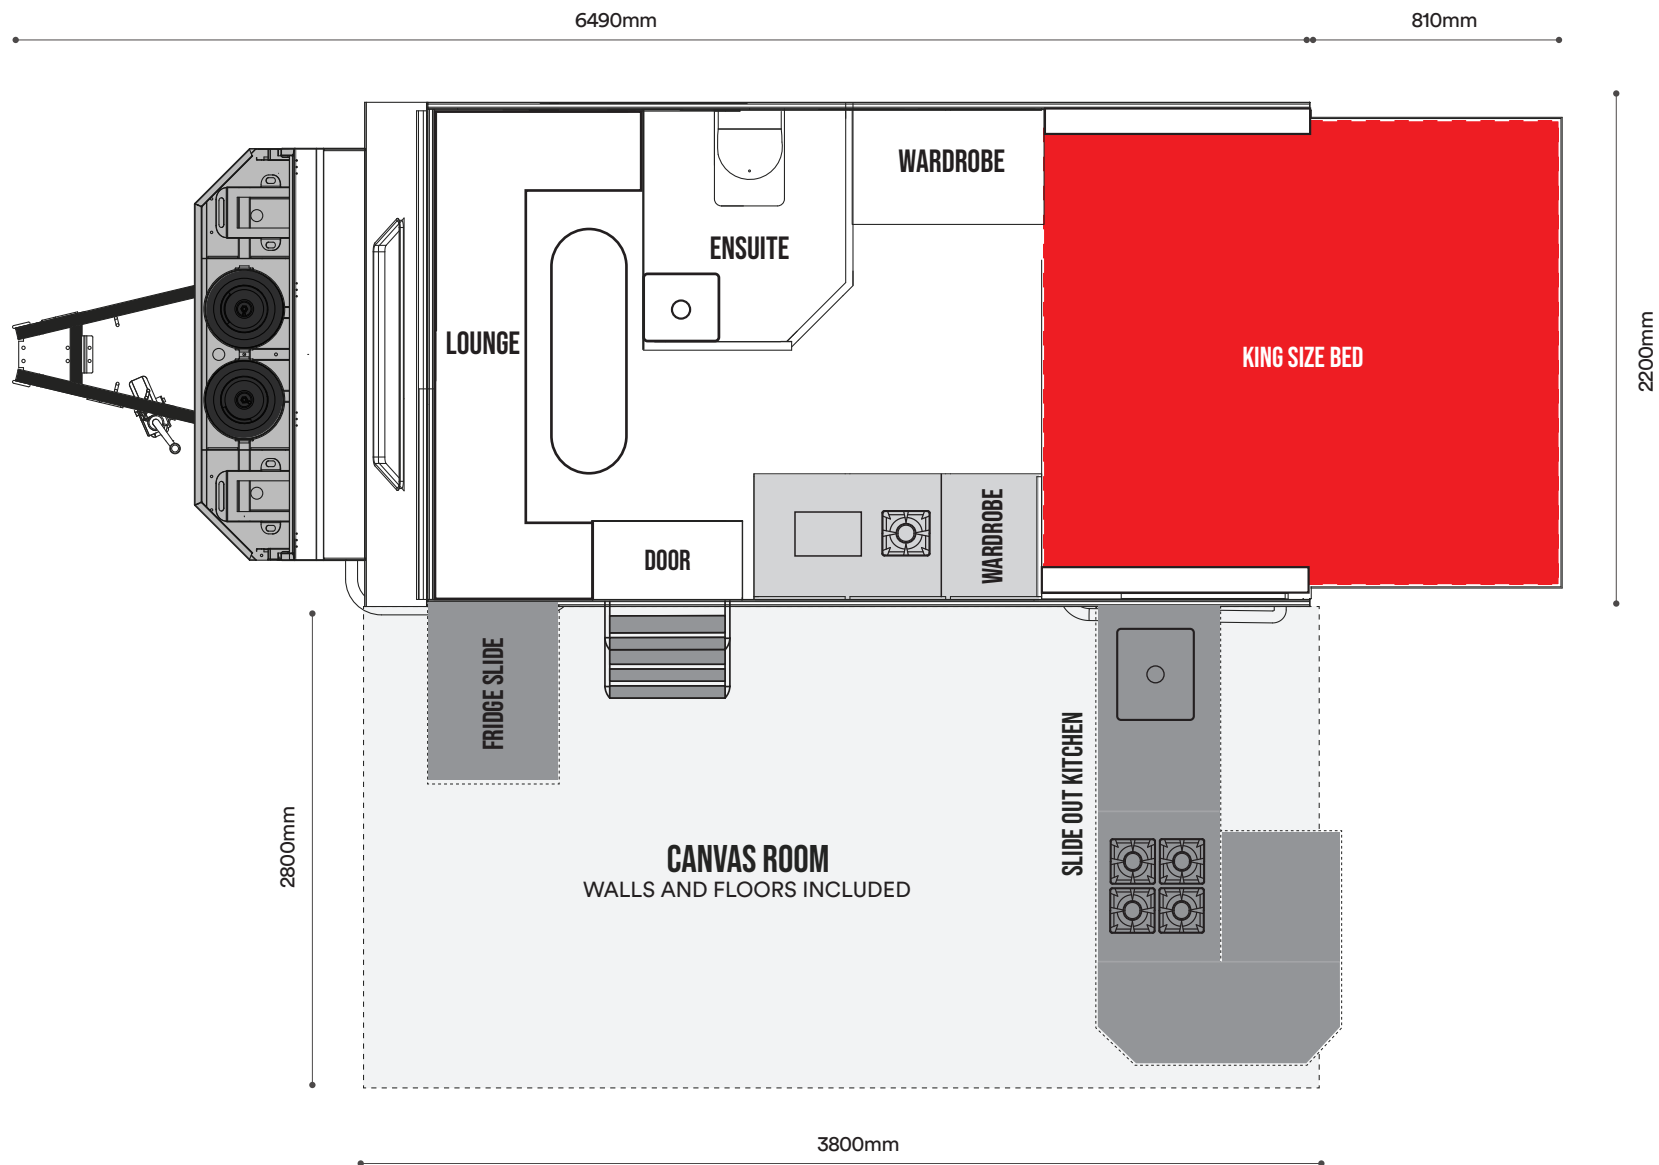 6490mm
810mm
WARDROBE
ENSUITE
LOUNGE
KING SIZE BED
2200mm
DOOR
WARDROBE
FRIDGE SLIDE
SLIDE OUT KITCHEN
2800mm
CANVAS ROOM
WALLS AND FLOORS INCLUDED
3800mm